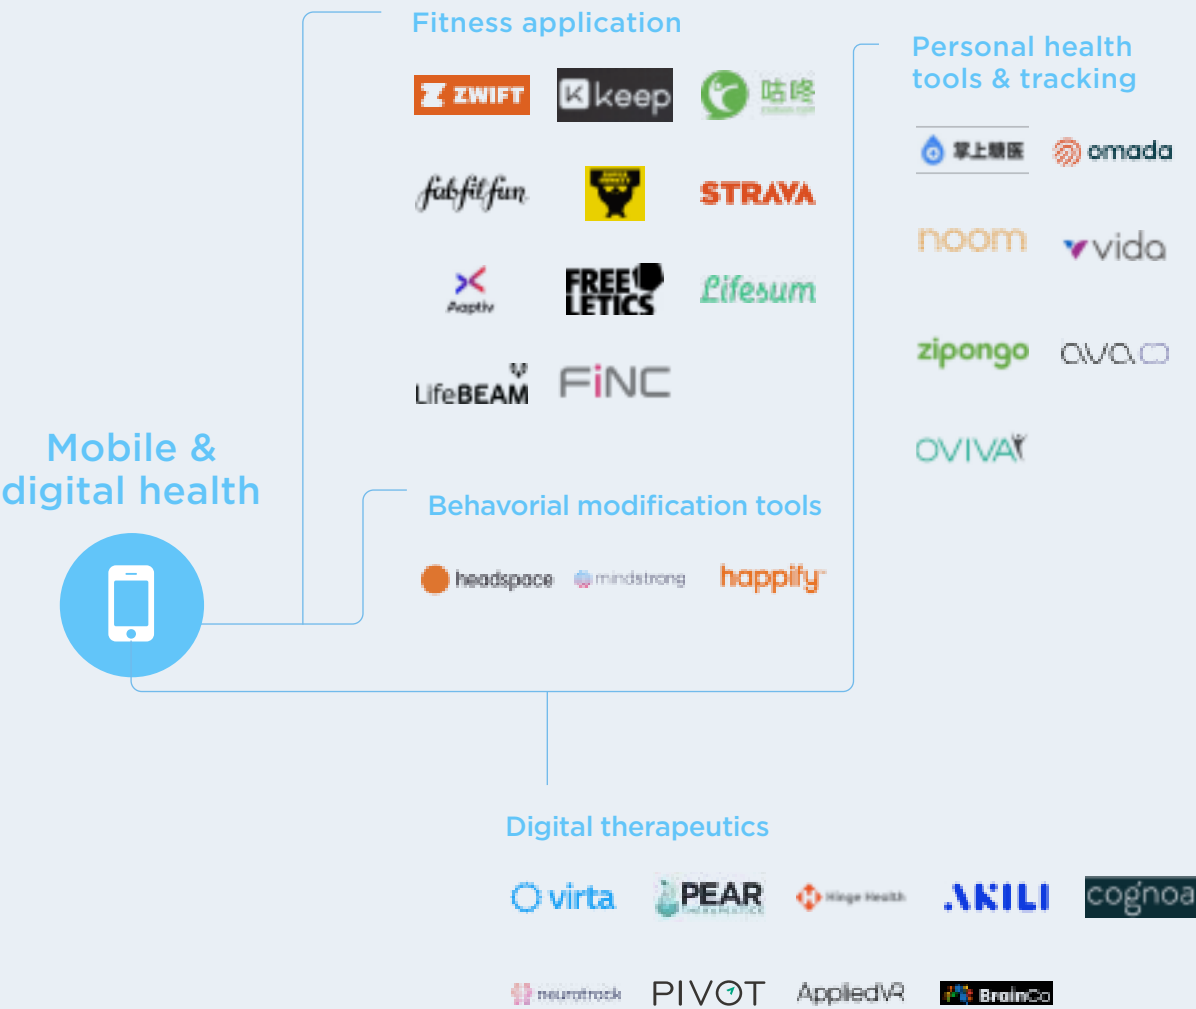 Fitness application
ZWIFT
keep
咕咚
fabfitfun
STRAVA
Aaptiv
FREE
LETICS
Lifesum
LifeBEAM
FiNC
Personal health
tools & tracking
掌上糖医
omada
noom
vida
zipongo
ava
OVIVA
Mobile &
digital health
Behavorial modification tools
headspace
mindstrong
happify
Digital therapeutics
virta
PEAR
THERAPEUTICS
Hinge Health
AKILI
cognoa
neurotrack
PIVOT
AppliedVR
BrainCo